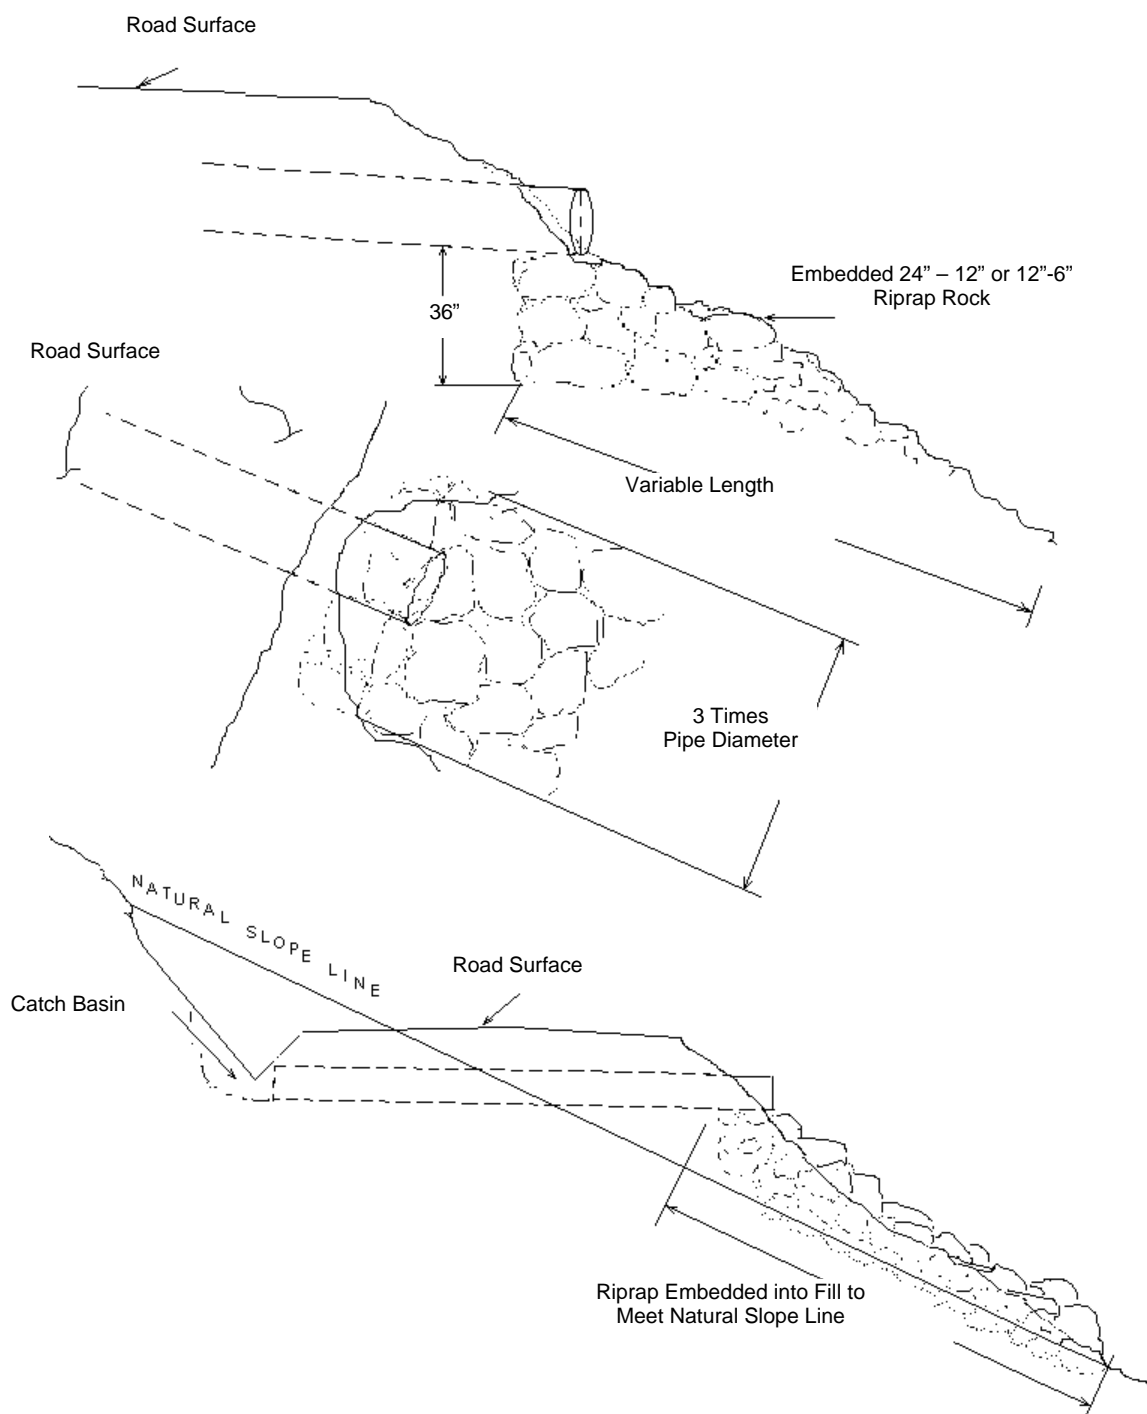 Road Surface
Embedded 24” – 12” or 12”-6”
Riprap Rock
36”
Road Surface
Variable Length
3 Times
Pipe Diameter
NATURAL SLOPE LINE
Road Surface
Catch Basin
Riprap Embedded into Fill to
Meet Natural Slope Line